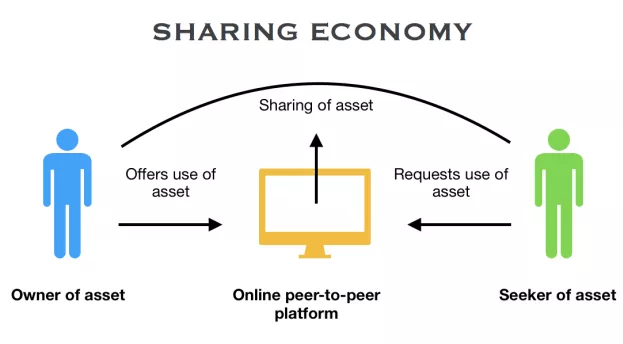 SHARING ECONOMY
Sharing of asset
Offers use of
asset
Requests use of
asset
Owner of asset
Online peer-to-peer
platform
Seeker of asset